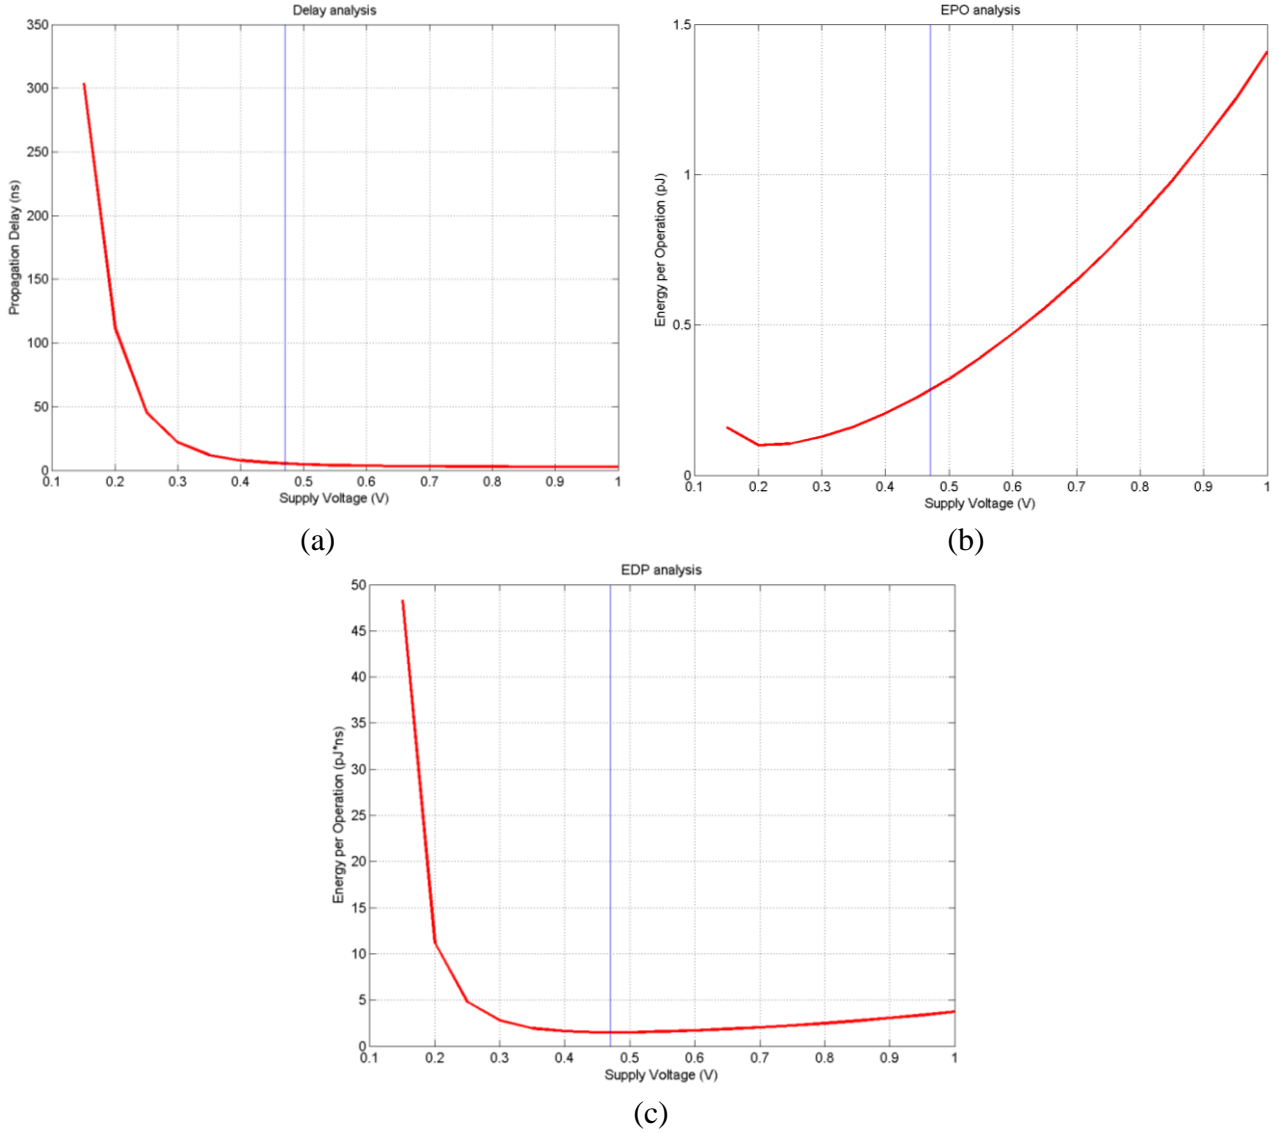 Delay analysis
350
300
250
200
150
100
50
0
Propagation Delay (ns)
0.1 0.2 0.3 0.4 0.5 0.6 0.7 0.8 0.9 1
Supply Voltage (V)
(a)
EPO analysis
1.5
1
0.5
0
Energy per Operation (pJ)
0.1 0.2 0.3 0.4 0.5 0.6 0.7 0.8 0.9 1
Supply Voltage (V)
(b)
EDP analysis
50
45
40
35
30
25
20
15
10
5
0
Energy per Operation (pJ*ns)
0.1 0.2 0.3 0.4 0.5 0.6 0.7 0.8 0.9 1
Supply Voltage (V)
(c)